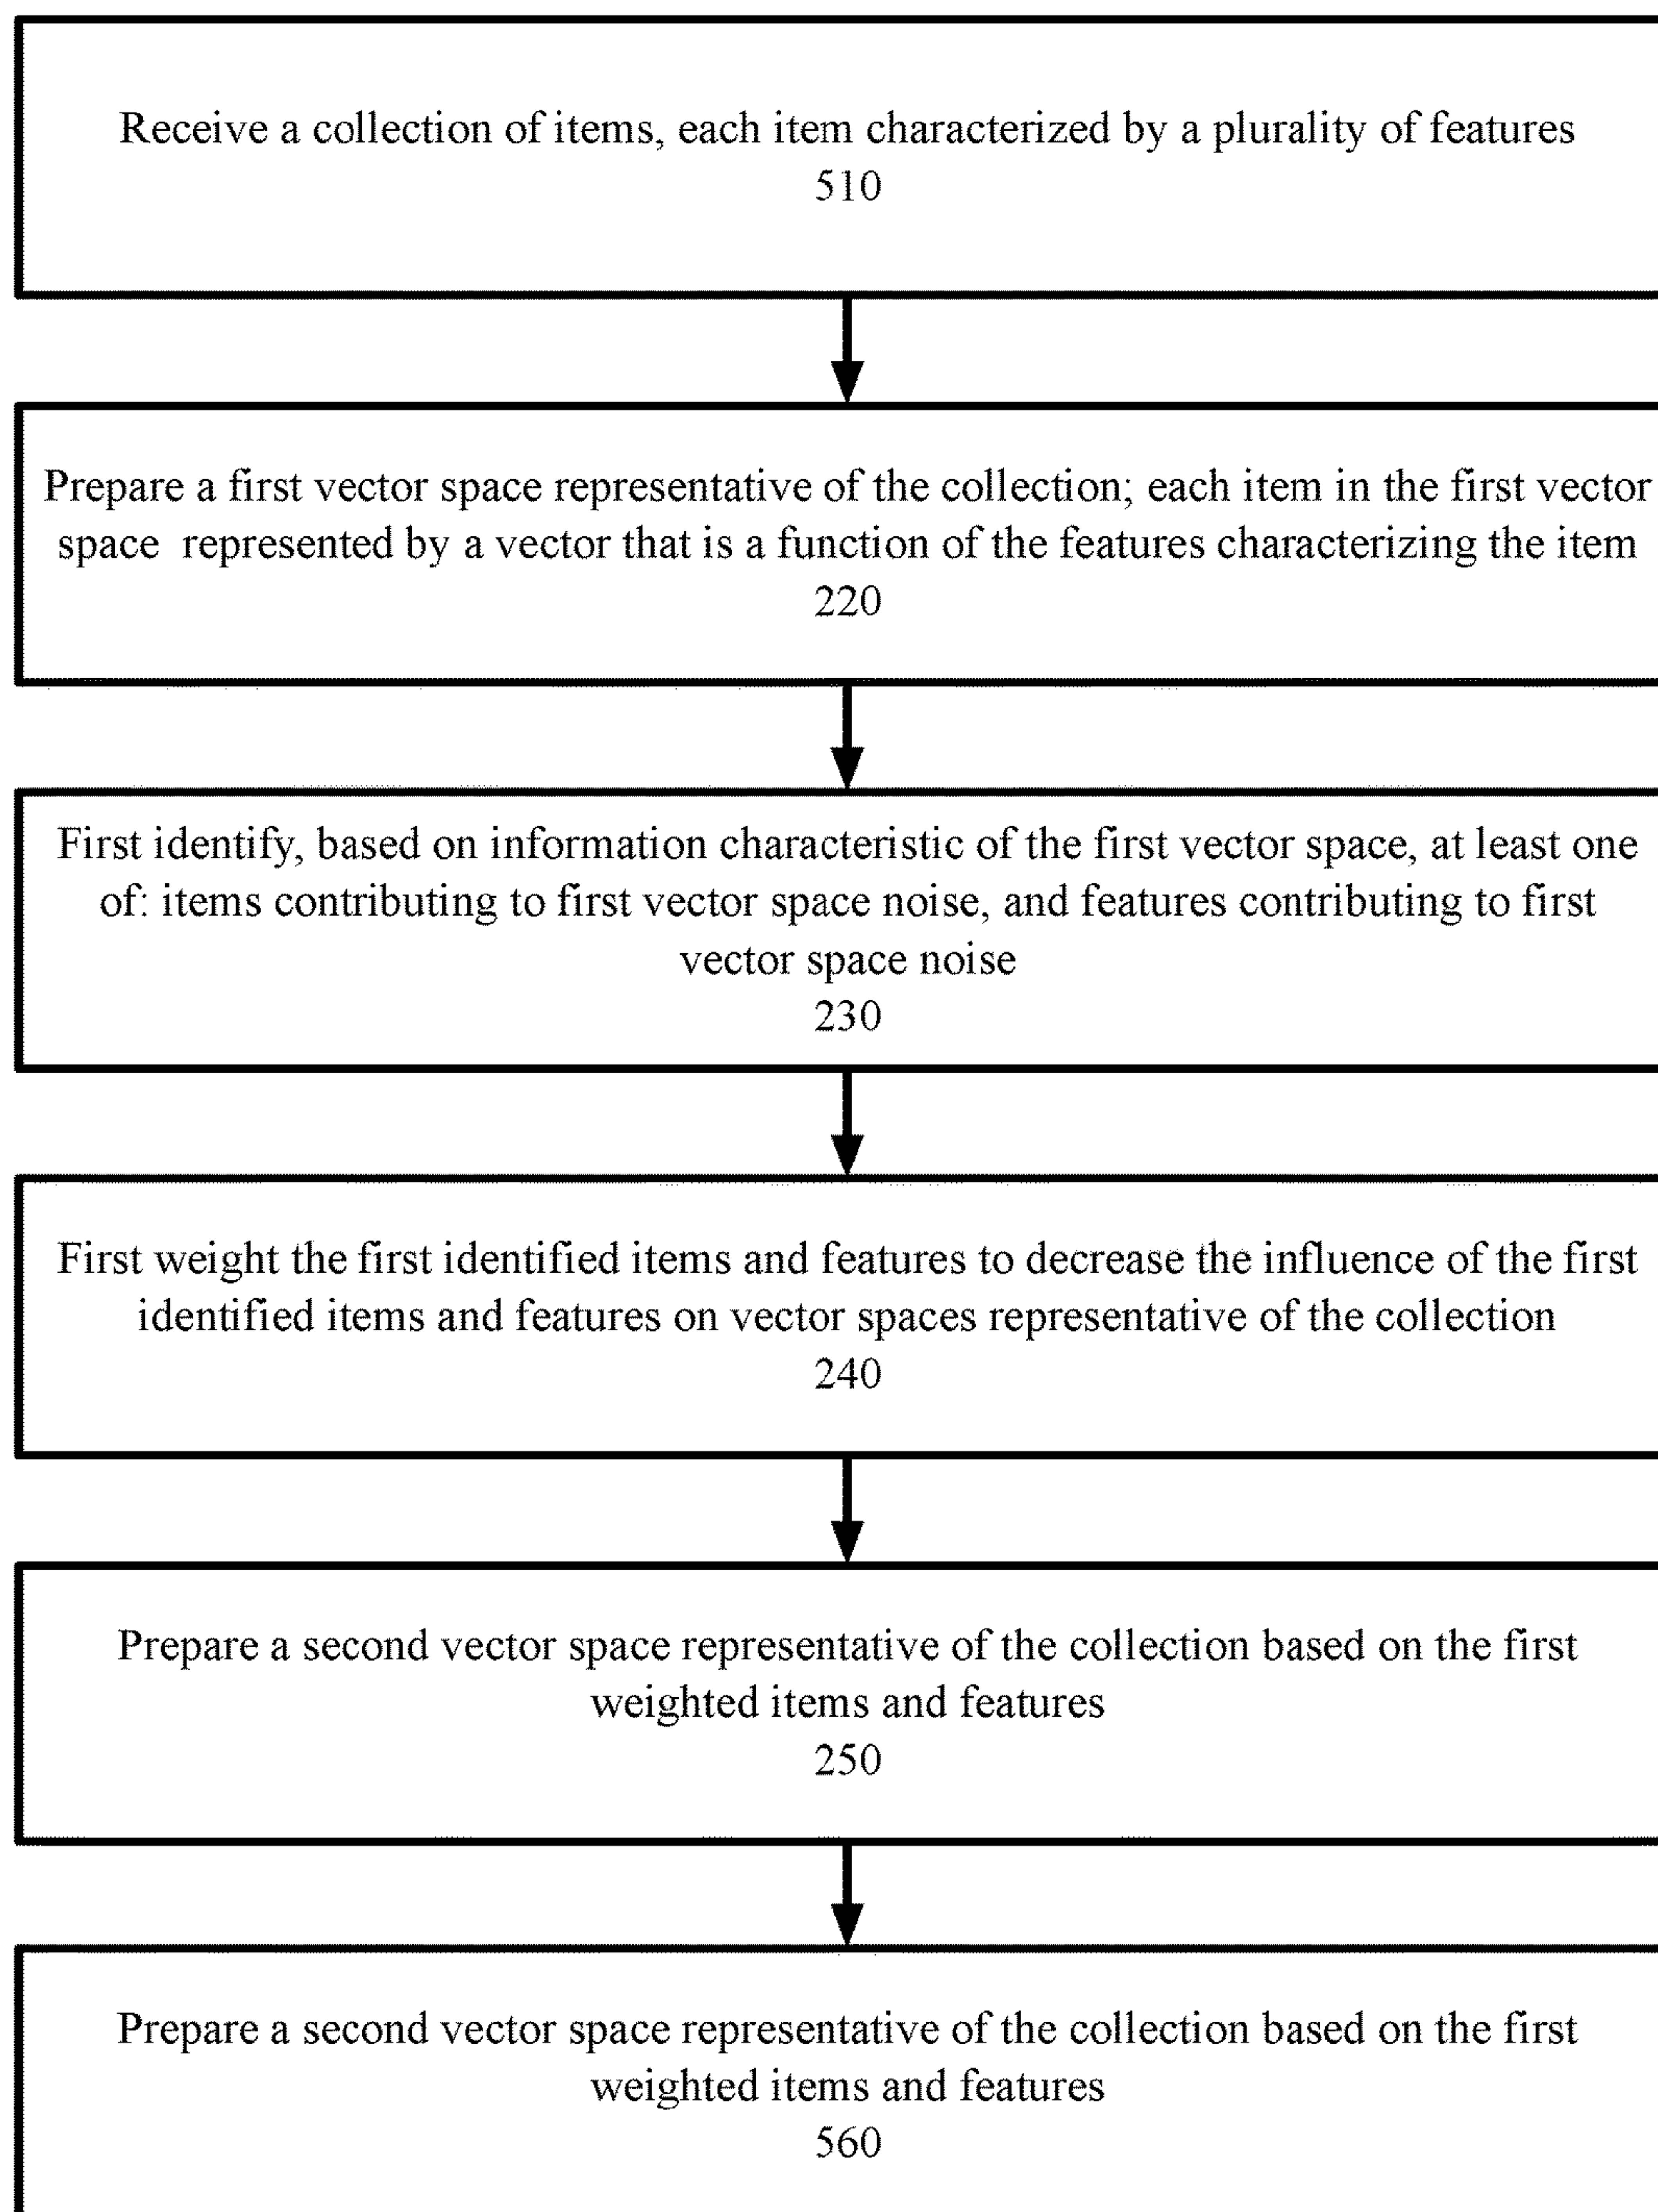 Receive a collection of items, each item characterized by a plurality of features
510
Prepare a first vector space representative of the collection; each item in the first vector
space represented by a vector that is a function of the features characterizing the item
220
First identify, based on information characteristic of the first vector space, at least one
of: items contributing to first vector space noise, and features contributing to first
vector space noise
230
First weight the first identified items and features to decrease the influence of the first
identified items and features on vector spaces representative of the collection
240
Prepare a second vector space representative of the collection based on the first
weighted items and features
250
Prepare a second vector space representative of the collection based on the first
weighted items and features
560